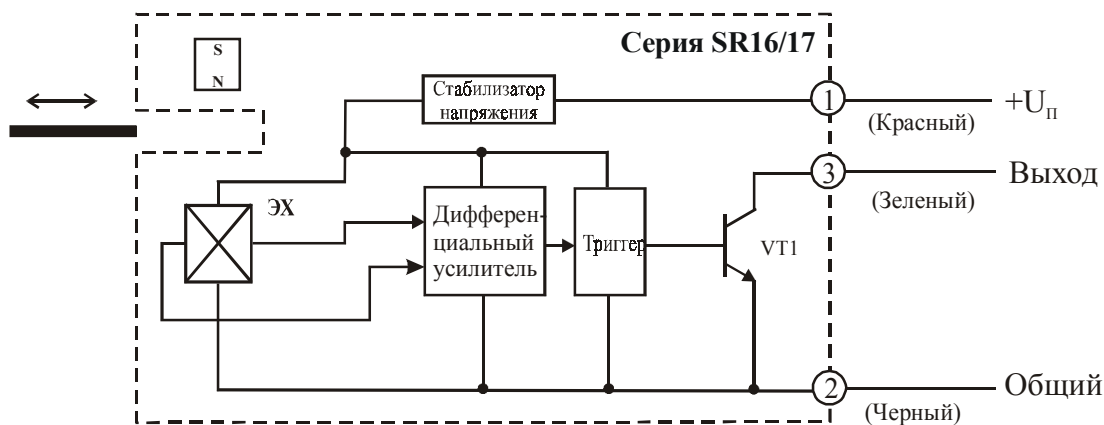 Серия SR16/17
S
N
Стабилизатор
напряжения
1
+Uп
(Красный)
3
Выход
(Зеленый)
ЭХ
Дифферен-
циальный
усилитель
Триггер
VT1
2
Общий
(Черный)